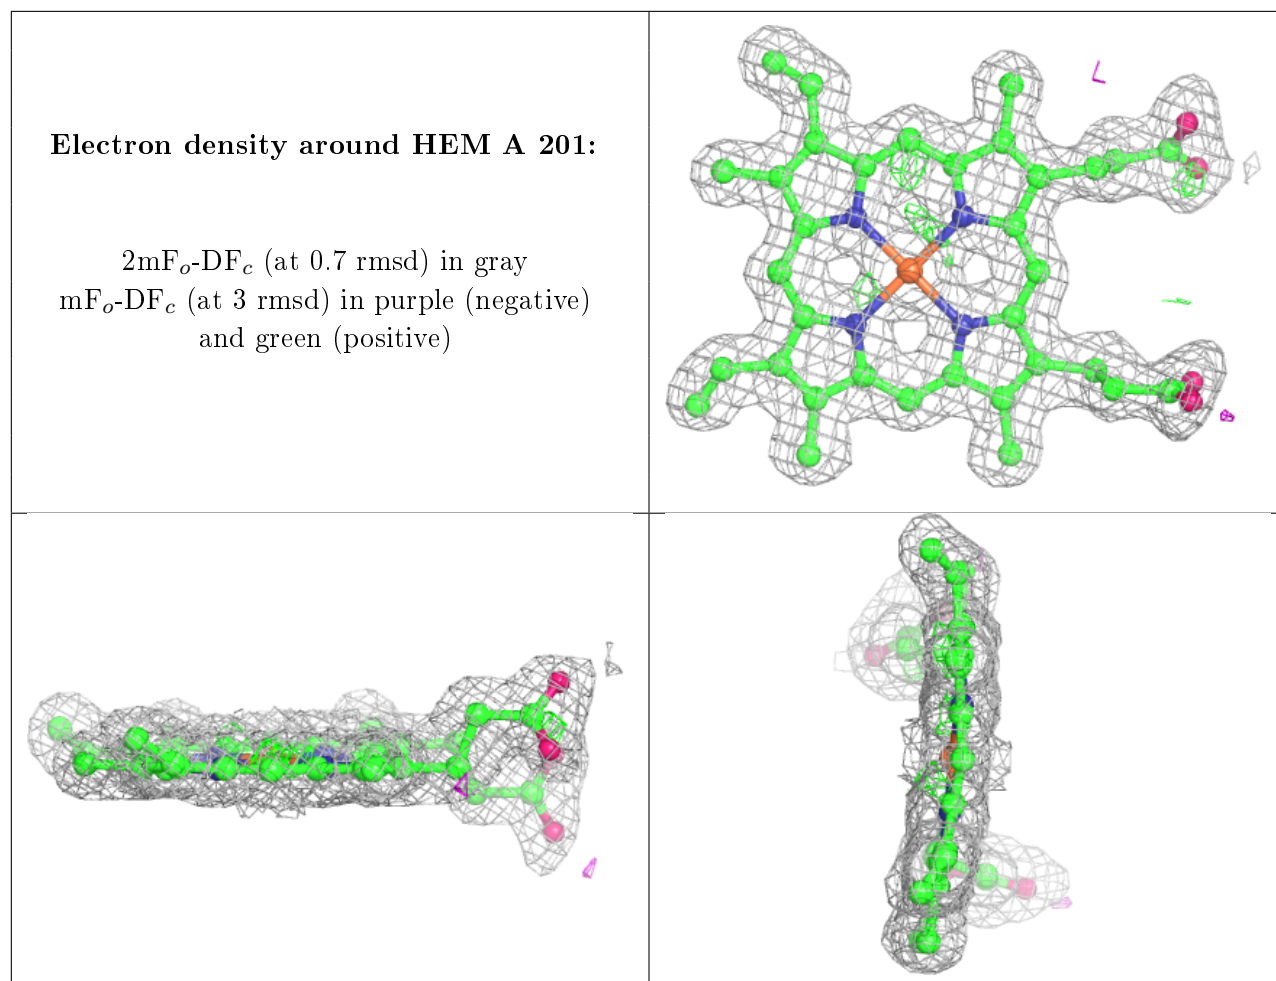 Electron density around HEM A 201:
2mFo-DFc (at 0.7 rmsd) in gray
mFo-DFc (at 3 rmsd) in purple (negative)
and green (positive)